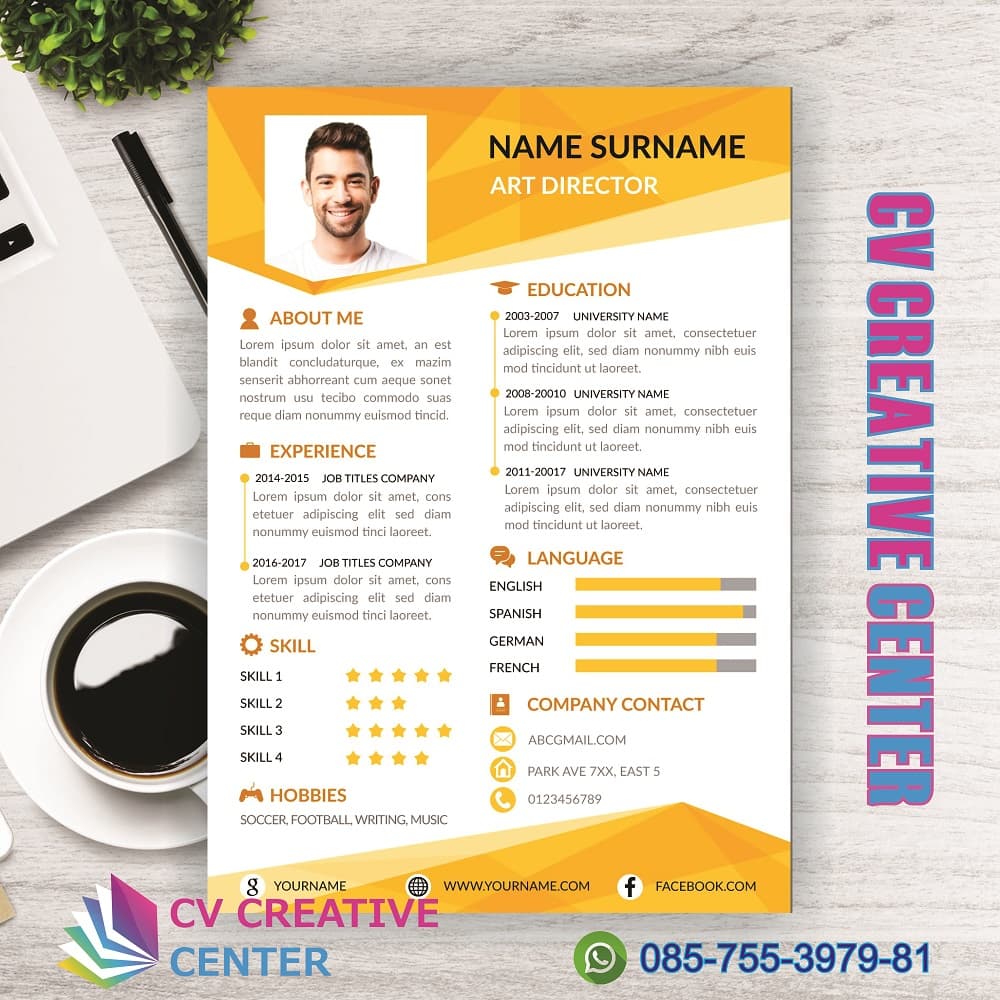 NAME SURNAME
ART DIRECTOR
ABOUT ME
Lorem ipsum dolor sit amet, an est
blandit concludaturque, ex mazim
senserit abhorreant cum aeque sonet
nostrum usu tecibo commodo suas
reque diam nonummy euismod tincid.
EXPERIENCE
2014-2015 JOB TITLES COMPANY
Lorem ipsum dolor sit amet, cons
etetuer adipiscing elit, sed diam
nonummy euismod tinci laoreet.
2016-2017 JOB TITLES COMPANY
Lorem ipsum dolor sit amet, cons
etetuer adipiscing elit, sed diam
nonummy euismod tinci laoreet.
SKILL
SKILL 1
SKILL 2
SKILL 3
SKILL 4
HOBBIES
SOCCER, FOOTBALL, WRITING, MUSIC
EDUCATION
2003-2007 UNIVERSITY NAME
Lorem ipsum dolor sit amet, consectetuer
adipiscing elit, sed diam nonummy nibh euis
mod tincidunt ut laoreet.
2008-20010 UNIVERSITY NAME
Lorem ipsum dolor sit amet, consectetuer
adipiscing elit, sed diam nonummy nibh euis
mod tincidunt ut laoreet.
2011-20017 UNIVERSITY NAME
Lorem ipsum dolor sit amet, consectetuer
adipiscing elit, sed diam nonummy nibh euis
mod tincidunt ut laoreet.
LANGUAGE
ENGLISH
SPANISH
GERMAN
FRENCH
COMPANY CONTACT
ABCGMAIL.COM
PARK AVE 7XX, EAST 5
0123456789
g YOURNAME WWW.YOURNAME.COM f FACEBOOK.COM
CV CREATIVE CENTER
CV CREATIVE
CENTER
085-755-3979-81